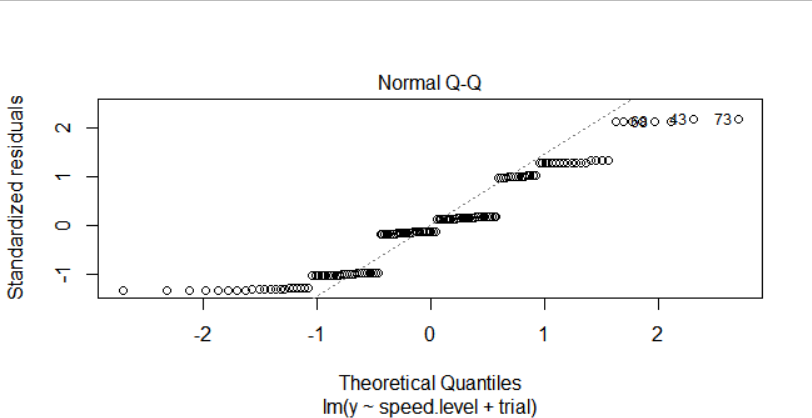 Normal Q-Q
Standardized residuals
2
1
0
-1
43
73
-2
-1
0
1
2
Theoretical Quantiles
lm(y ~ speed.level + trial)